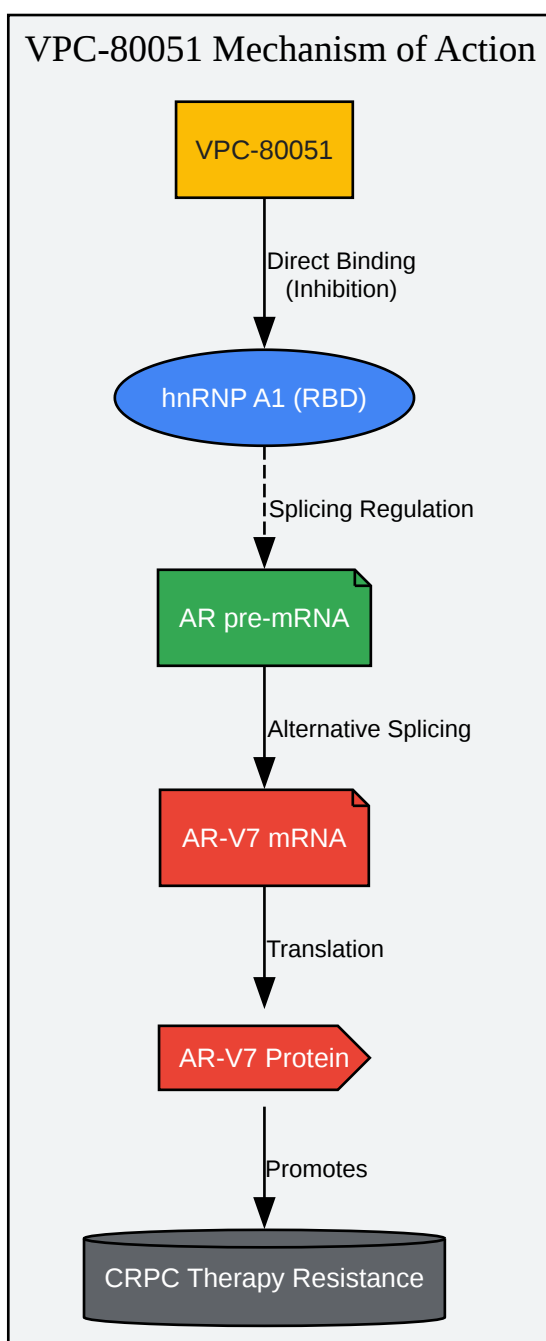 VPC-80051 Mechanism of Action
VPC-80051
Direct Binding
(Inhibition)
hnRNP A1 (RBD)
Splicing Regulation
AR pre-mRNA
Alternative Splicing
AR-V7 mRNA
Translation
AR-V7 Protein
Promotes
CRPC Therapy Resistance